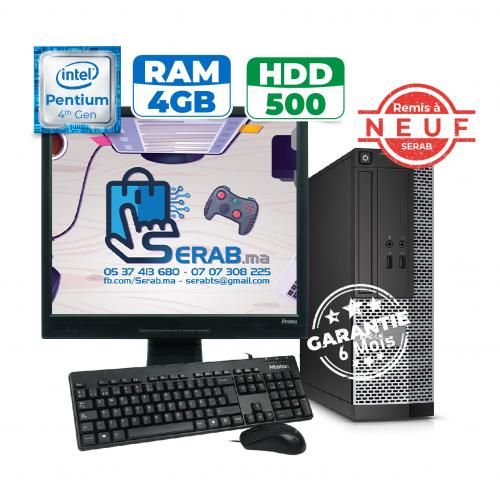 intel
Pentium
4th Gen
RAM
4GB
HDD
500
Remis à
NEUF
SERAB
SERAB.ma
05 37 413 680 - 07 07 308 225
fb.com/Serab.ma - serabts@gmail.com
GARANTIE
6 Mois